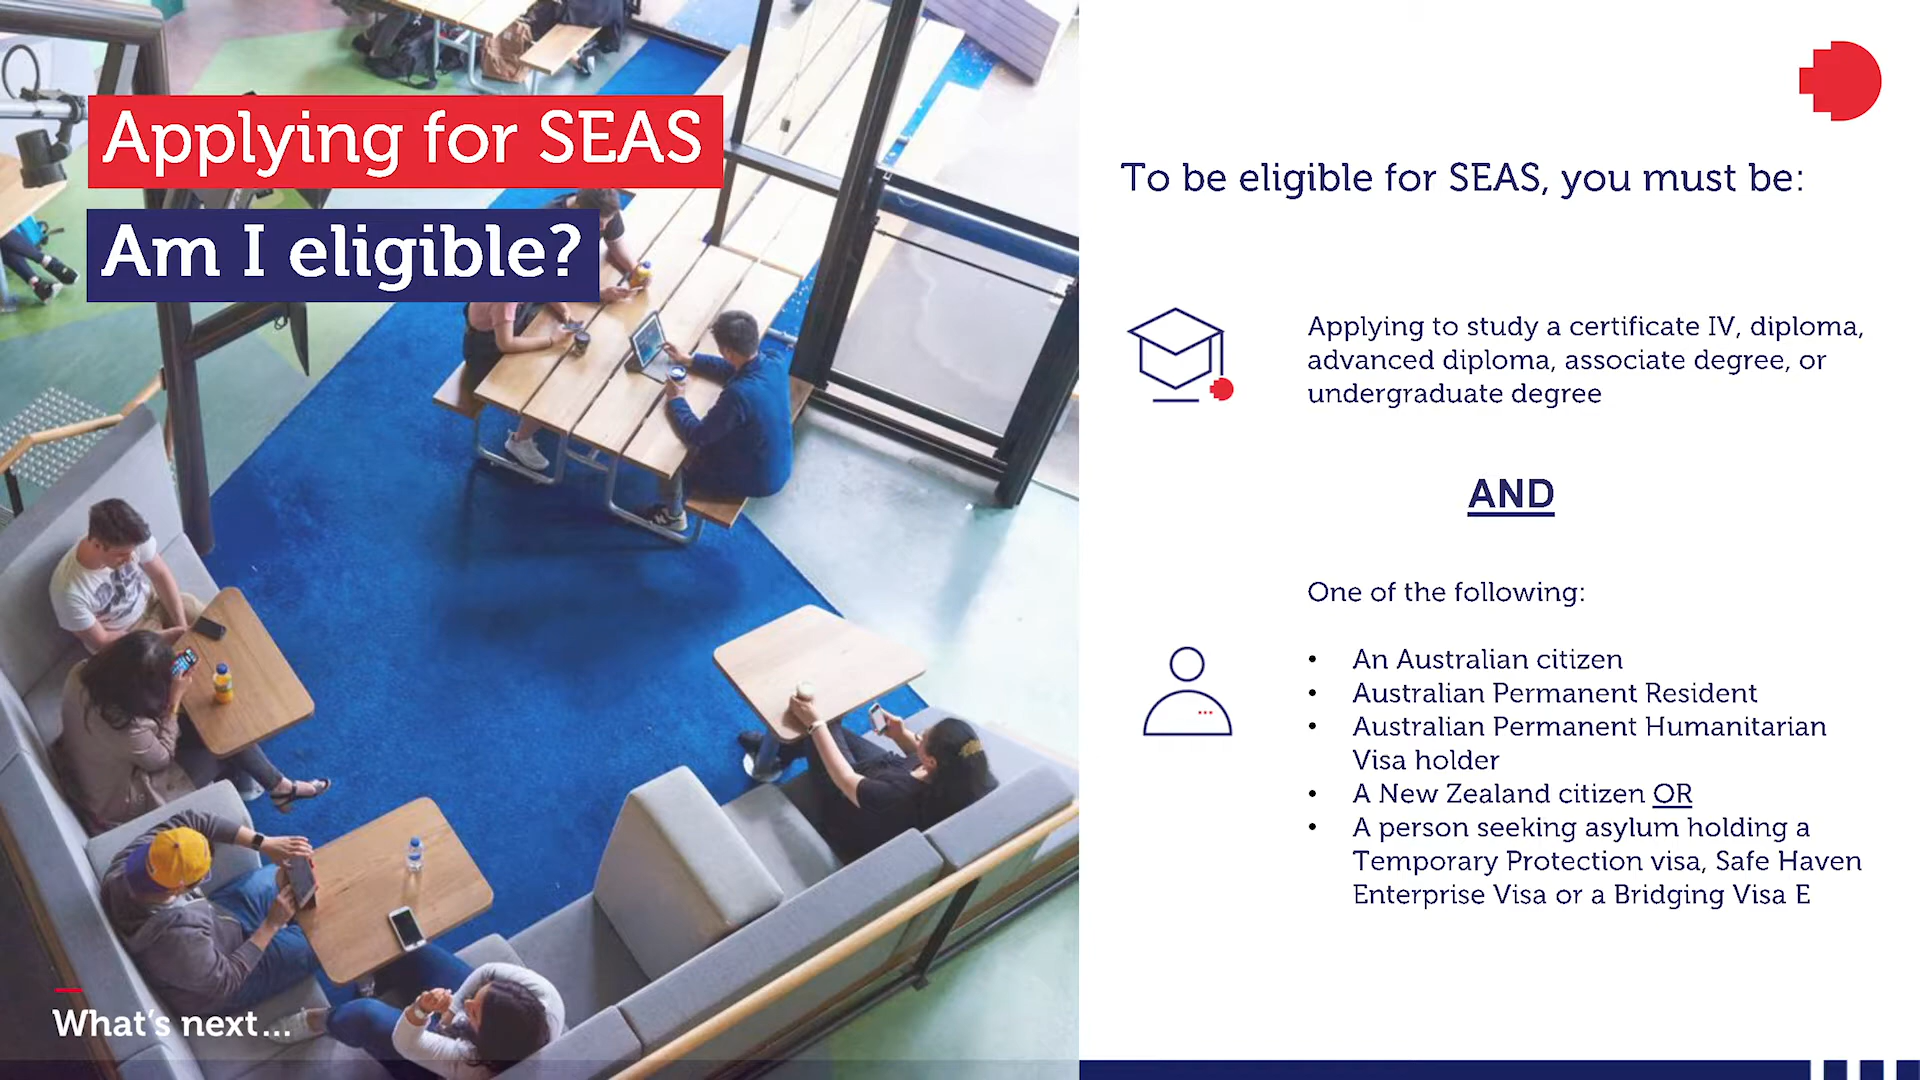 Applying for SEAS
Am I eligible?
What's next...
To be eligible for SEAS, you must be:
Applying to study a certificate IV, diploma,
advanced diploma, associate degree, or
undergraduate degree
AND
One of the following:
• An Australian citizen
• Australian Permanent Resident
• Australian Permanent Humanitarian
Visa holder
• A New Zealand citizen OR
• A person seeking asylum holding a
Temporary Protection visa, Safe Haven
Enterprise Visa or a Bridging Visa E